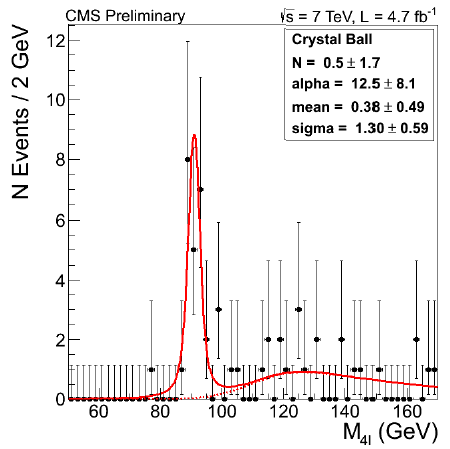 CMS Preliminary
√s = 7 TeV, L = 4.7 fb⁻¹
Crystal Ball
N = 0.5 ± 1.7
alpha = 12.5 ± 8.1
mean = 0.38 ± 0.49
sigma = 1.30 ± 0.59
N Events / 2 GeV
12
10
8
6
4
2
0
60 80 100 120 140 160
M4l (GeV)